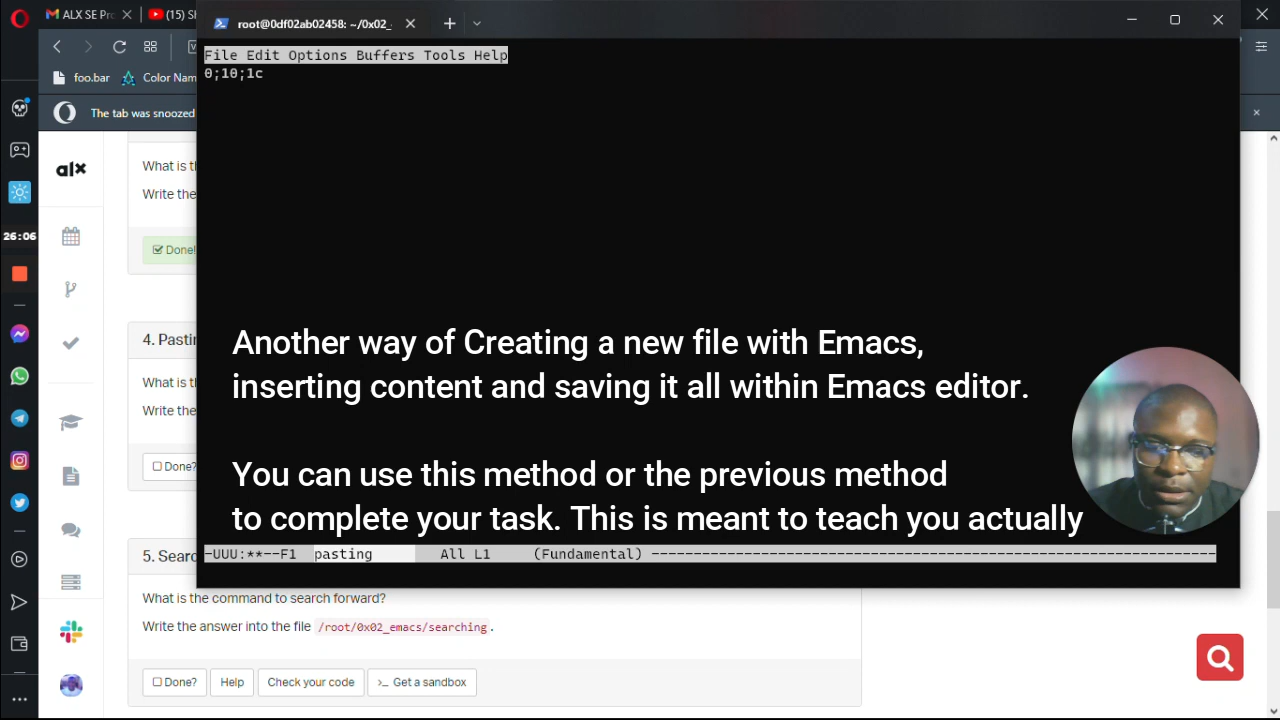 ALX SE Pro
(15) Sh
root@0df02ab02458: ~/0x02_
foo.bar
Color Nam
The tab was snoozed
File Edit Options Buffers Tools Help
0;10;1c
alx
What is th
Write the
26:06
Done!
4. Pastin
What is th
Write the
Done?
Another way of Creating a new file with Emacs,
inserting content and saving it all within Emacs editor.
You can use this method or the previous method
to complete your task. This is meant to teach you actually
-UUU:**--F1 pasting All L1 (Fundamental) ----------------------------------------------------------------
5. Searc
What is the command to search forward?
Write the answer into the file /root/0x02_emacs/searching .
Done?
Help
Check your code
>_ Get a sandbox